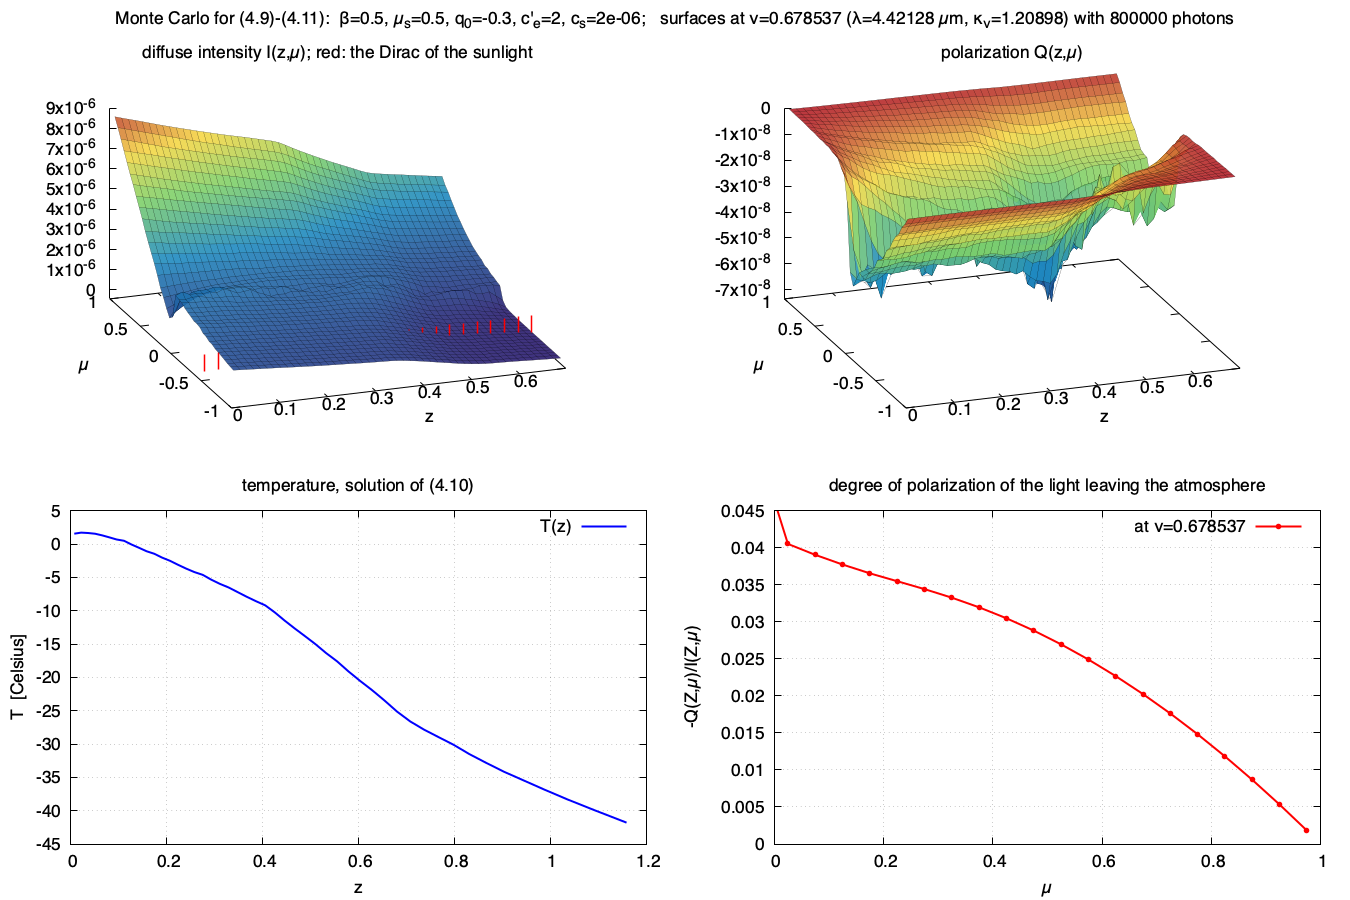 Monte Carlo for (4.9)-(4.11): β=0.5, μs=0.5, q0=-0.3, c'e=2, cs=2e-06; surfaces at ν=0.678537 (λ=4.42128 μm, κν=1.20898) with 800000 photons
diffuse intensity I(z,μ); red: the Dirac of the sunlight
9x10-6
8x10-6
7x10-6
6x10-6
5x10-6
4x10-6
3x10-6
2x10-6
1x10-6
0
1
0.5
0
-0.5
-1
μ
0
0.1
0.2
0.3
0.4
0.5
0.6
z
polarization Q(z,μ)
0
-1x10-8
-2x10-8
-3x10-8
-4x10-8
-5x10-8
-6x10-8
-7x10-8
1
0.5
0
-0.5
-1
μ
0
0.1
0.2
0.3
0.4
0.5
0.6
z
temperature, solution of (4.10)
T(z)
5
0
-5
-10
-15
-20
-25
-30
-35
-40
-45
T [Celsius]
0 0.2 0.4 0.6 0.8 1 1.2
z
degree of polarization of the light leaving the atmosphere
at ν=0.678537
0.045
0.04
0.035
0.03
0.025
0.02
0.015
0.01
0.005
0
-Q(Z,μ)/I(Z,μ)
0 0.2 0.4 0.6 0.8 1
μ